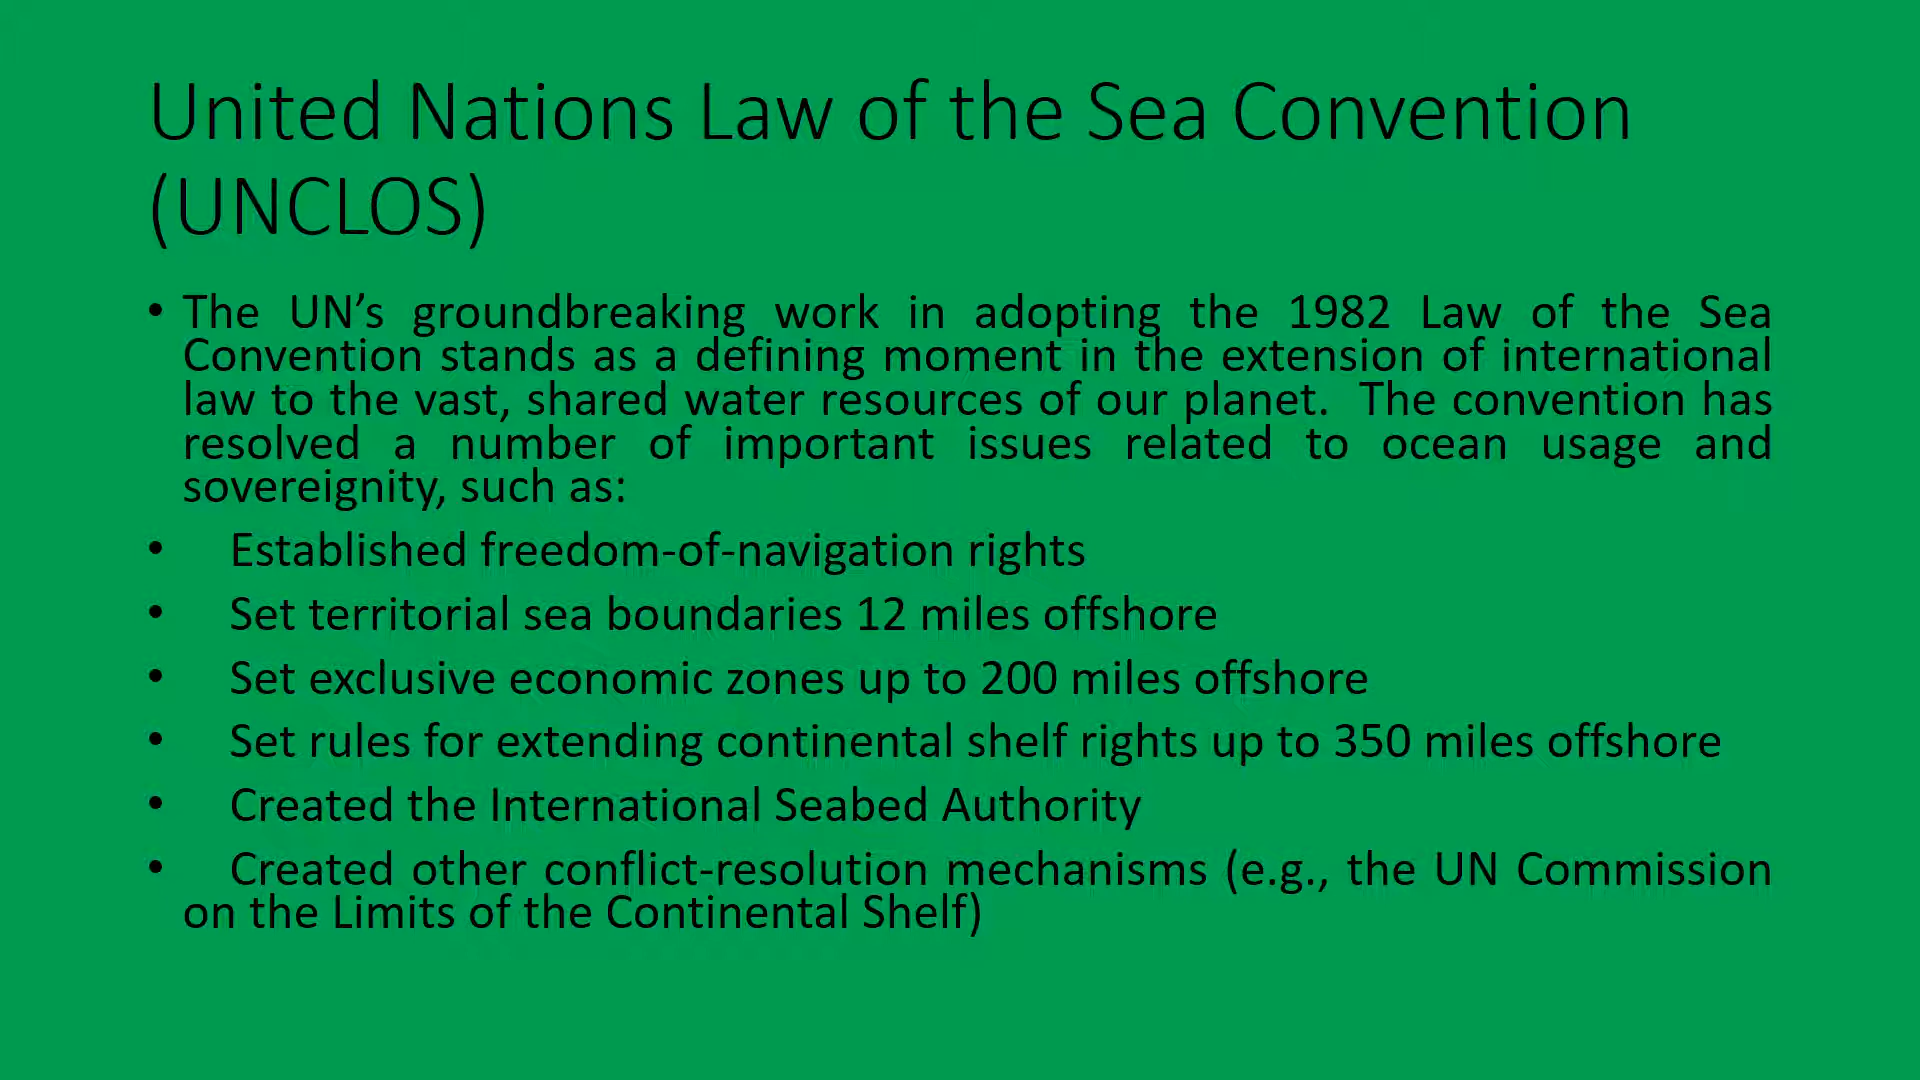 United Nations Law of the Sea Convention
(UNCLOS)
• The UN’s groundbreaking work in adopting the 1982 Law of the Sea
Convention stands as a defining moment in the extension of international
law to the vast, shared water resources of our planet.  The convention has
resolved a number of important issues related to ocean usage and
sovereignity, such as:
• Established freedom-of-navigation rights
• Set territorial sea boundaries 12 miles offshore
• Set exclusive economic zones up to 200 miles offshore
• Set rules for extending continental shelf rights up to 350 miles offshore
• Created the International Seabed Authority
• Created other conflict-resolution mechanisms (e.g., the UN Commission
on the Limits of the Continental Shelf)